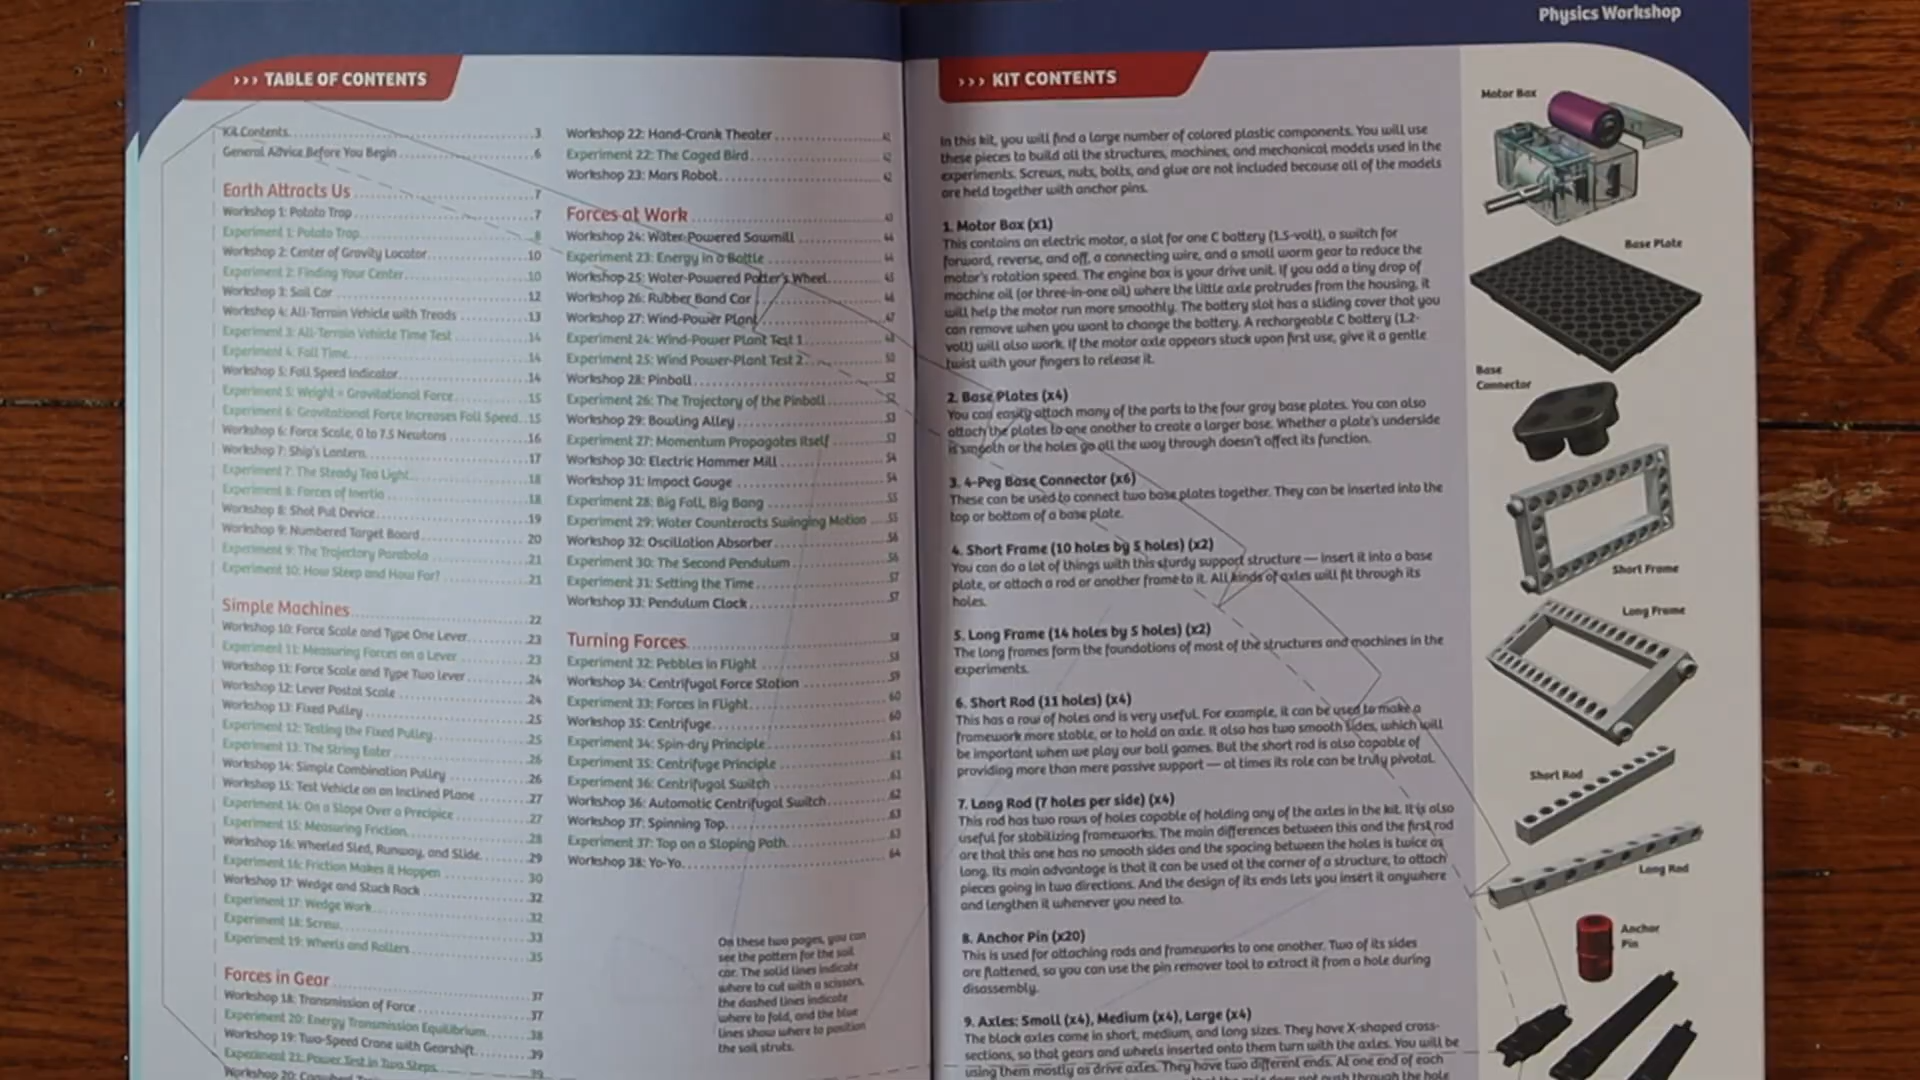 TABLE OF CONTENTS
Kit Contents 3
General Advice Before You Begin 6
Earth Attracts Us 7
Workshop 1: Potato Trap 7
Experiment 1: Potato Trap 8
Workshop 2: Center of Gravity Locator 10
Experiment 2: Finding Your Center 10
Workshop 3: Sail Car 12
Workshop 4: All-Terrain Vehicle with Treads 13
Experiment 3: All-Terrain Vehicle Time Test 14
Experiment 4: Fall Time 14
Workshop 5: Fall Speed Indicator 14
Experiment 5: Weight = Gravitational Force 15
Experiment 6: Gravitational Force Increases Fall Speed 15
Workshop 6: Force Scale, 0 to 7.5 Newtons 16
Workshop 7: Ship's Lantern 17
Experiment 7: The Steady Tea Light 18
Experiment 8: Forces of Inertia 18
Workshop 8: Shot Put Device 19
Workshop 9: Numbered Target Board 20
Experiment 9: The Trajectory Parabola 21
Experiment 10: How Steep and How Far? 21
Simple Machines 22
Workshop 10: Force Scale and Type One Lever 23
Experiment 11: Measuring Forces on a Lever 23
Workshop 11: Force Scale and Type Two Lever 24
Workshop 12: Lever Postal Scale 24
Workshop 13: Fixed Pulley 25
Experiment 12: Testing the Fixed Pulley 25
Experiment 13: The String Eater 26
Workshop 14: Simple Combination Pulley 26
Workshop 15: Test Vehicle on an Inclined Plane 27
Experiment 14: On a Slope Over a Precipice 27
Experiment 15: Measuring Friction 28
Workshop 16: Wheeled Sled, Runway, and Slide 29
Experiment 16: Friction Makes it Happen 30
Workshop 17: Wedge and Stuck Rock 32
Experiment 17: Wedge Work 32
Experiment 18: Screw 33
Experiment 19: Wheels and Rollers 35
Forces in Gear 37
Workshop 18: Transmission of Force 37
Experiment 20: Energy Transmission Equilibrium 38
Workshop 19: Two-Speed Crane with Gearshift 39
Experiment 21: Power Test in Two Steps 39
Workshop 20:
Workshop 22: Hand-Crank Theater 41
Experiment 22: The Caged Bird 42
Workshop 23: Mars Robot 42
Forces at Work 43
Workshop 24: Water-Powered Sawmill 44
Experiment 23: Energy in a Bottle 44
Workshop 25: Water-Powered Potter's Wheel 45
Workshop 26: Rubber Band Car 46
Workshop 27: Wind-Power Plant 47
Experiment 24: Wind-Power Plant Test 1 48
Experiment 25: Wind Power-Plant Test 2 50
Workshop 28: Pinball 52
Experiment 26: The Trajectory of the Pinball 52
Workshop 29: Bowling Alley 53
Experiment 27: Momentum Propagates Itself 53
Workshop 30: Electric Hammer Mill 54
Workshop 31: Impact Gauge 54
Experiment 28: Big Fall, Big Bang 55
Experiment 29: Water Counteracts Swinging Motion 55
Workshop 32: Oscillation Absorber 56
Experiment 30: The Second Pendulum 56
Experiment 31: Setting the Time 57
Workshop 33: Pendulum Clock 57
Turning Forces 58
Experiment 32: Pebbles in Flight 58
Workshop 34: Centrifugal Force Station 59
Experiment 33: Forces in Flight 60
Workshop 35: Centrifuge 60
Experiment 34: Spin-dry Principle 61
Experiment 35: Centrifuge Principle 61
Experiment 36: Centrifugal Switch 61
Workshop 36: Automatic Centrifugal Switch 62
Workshop 37: Spinning Top 63
Experiment 37: Top on a Sloping Path 63
Workshop 38: Yo-Yo 64
On these two pages, you can
see the pattern for the sail
car. The solid lines indicate
where to cut with a scissors,
the dashed lines indicate
where to fold, and the blue
lines show where to position
the sail struts.
Physics Workshop
KIT CONTENTS
In this kit, you will find a large number of colored plastic components. You will use
these pieces to build all the structures, machines, and mechanical models used in the
experiments. Screws, nuts, bolts, and glue are not included because all of the models
are held together with anchor pins.
1. Motor Box (x1)
This contains an electric motor, a slot for one C battery (1.5-volt), a switch for
forward, reverse, and off, a connecting wire, and a small worm gear to reduce the
motor's rotation speed. The engine box is your drive unit. If you add a tiny drop of
machine oil (or three-in-one oil) where the little axle protrudes from the housing, it
will help the motor run more smoothly. The battery slot has a sliding cover that you
can remove when you want to change the battery. A rechargeable C battery (1.2-
volt) will also work. If the motor axle appears stuck upon first use, give it a gentle
twist with your fingers to release it.
2. Base Plates (x4)
You can easily attach many of the parts to the four gray base plates. You can also
attach the plates to one another to create a larger base. Whether a plate's underside
is smooth or the holes go all the way through doesn't affect its function.
3. 4-Peg Base Connector (x6)
These can be used to connect two base plates together. They can be inserted into the
top or bottom of a base plate.
4. Short Frame (10 holes by 5 holes) (x2)
You can do a lot of things with this sturdy support structure — insert it into a base
plate, or attach a rod or another frame to it. All kinds of axles will fit through its
holes.
5. Long Frame (14 holes by 5 holes) (x2)
The long frames form the foundations of most of the structures and machines in the
experiments.
6. Short Rod (11 holes) (x4)
This has a row of holes and is very useful. For example, it can be used to make a
framework more stable, or to hold an axle. It also has two smooth sides, which will
be important when we play our ball games. But the short rod is also capable of
providing more than mere passive support — at times its role can be truly pivotal.
7. Long Rod (7 holes per side) (x4)
This rod has two rows of holes capable of holding any of the axles in the kit. It is also
useful for stabilizing frameworks. The main differences between this and the first rod
are that this one has no smooth sides and the spacing between the holes is twice as
long. Its main advantage is that it can be used at the corner of a structure, to attach
pieces going in two directions. And the design of its ends lets you insert it anywhere
and lengthen it whenever you need to.
8. Anchor Pin (x20)
This is used for attaching rods and frameworks to one another. Two of its sides
are flattened, so you can use the pin remover tool to extract it from a hole during
disassembly.
9. Axles: Small (x4), Medium (x4), Large (x4)
The black axles come in short, medium, and long sizes. They have X-shaped cross-
sections, so that gears and wheels inserted onto them turn with the axles. You will be
using them mostly as drive axles. They have two different ends. At one end of each
Motor Box
Base Plate
Base
Connector
Short Frame
Long Frame
Short Rod
Long Rod
Anchor
Pin